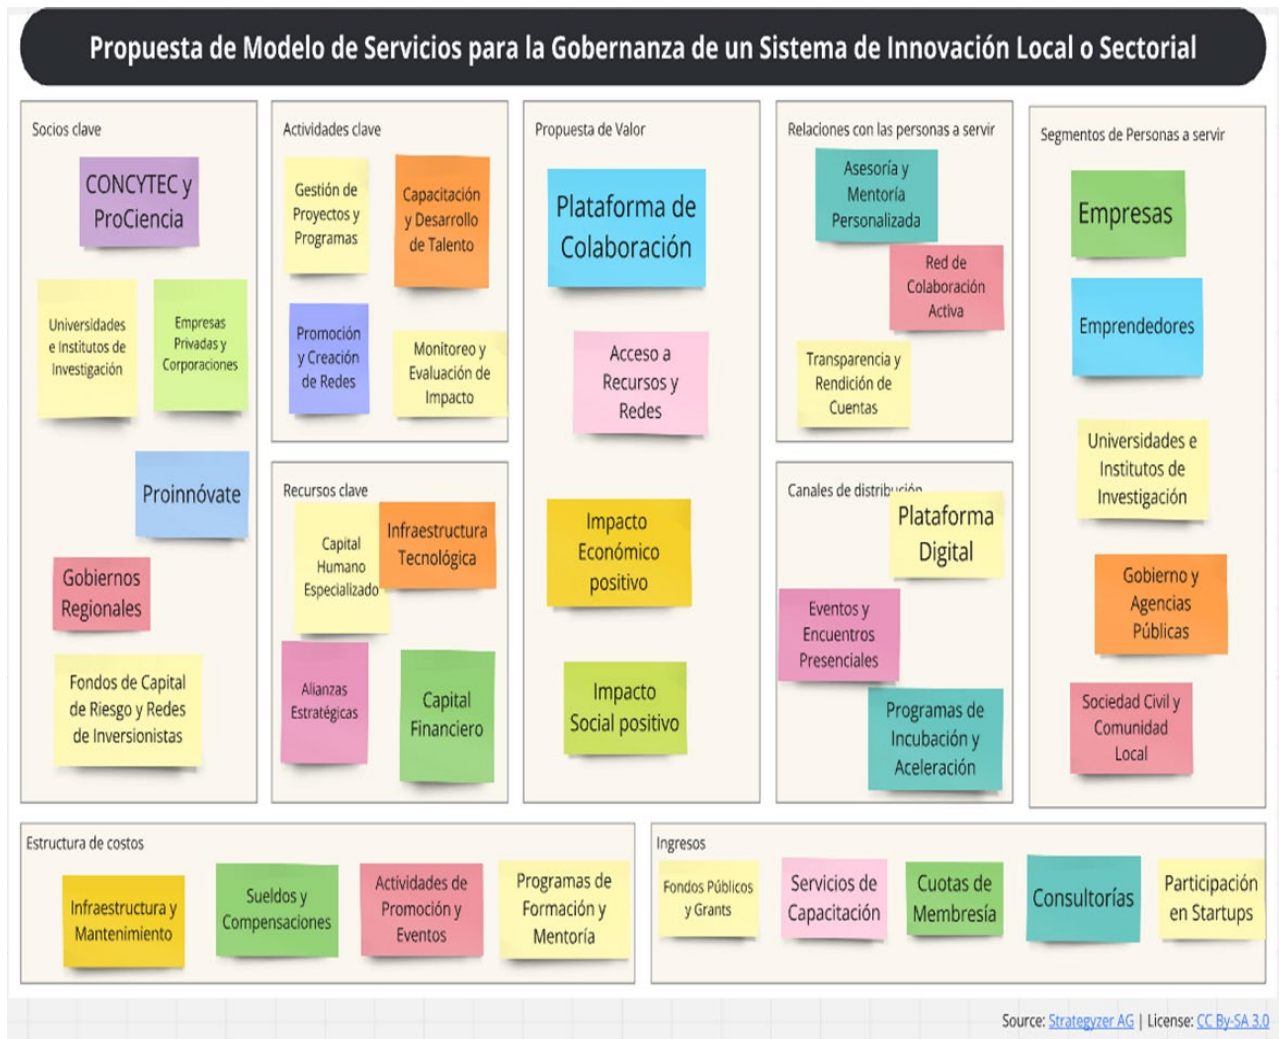 Propuesta de Modelo de Servicios para la Gobernanza de un Sistema de Innovación Local o Sectorial
Socios clave
CONCYTEC y
ProCiencia
Universidades
e Institutos de
Investigación
Empresas
Privadas y
Corporaciones
Proinnóvate
Gobiernos
Regionales
Fondos de Capital
de Riesgo y Redes
de Inversionistas
Actividades clave
Gestión de
Proyectos y
Programas
Capacitación
y Desarrollo
de Talento
Promoción
y Creación
de Redes
Monitoreo y
Evaluación de
Impacto
Recursos clave
Capital
Humano
Especializado
Infraestructura
Tecnológica
Alianzas
Estratégicas
Capital
Financiero
Propuesta de Valor
Plataforma de
Colaboración
Acceso a
Recursos y
Redes
Impacto
Económico
positivo
Impacto
Social positivo
Relaciones con las personas a servir
Asesoría y
Mentoría
Personalizada
Red de
Colaboración
Activa
Transparencia y
Rendición de
Cuentas
Canales de distribución
Plataforma
Digital
Eventos y
Encuentros
Presenciales
Programas de
Incubación y
Aceleración
Segmentos de Personas a servir
Empresas
Emprendedores
Universidades e
Institutos de
Investigación
Gobierno y
Agencias
Públicas
Sociedad Civil y
Comunidad
Local
Estructura de costos
Infraestructura y
Mantenimiento
Sueldos y
Compensaciones
Actividades de
Promoción y
Eventos
Programas de
Formación y
Mentoría
Ingresos
Fondos Públicos
y Grants
Servicios de
Capacitación
Cuotas de
Membresía
Consultorías
Participación
en Startups
Source: Strategyzer AG | License: CC By-SA 3.0